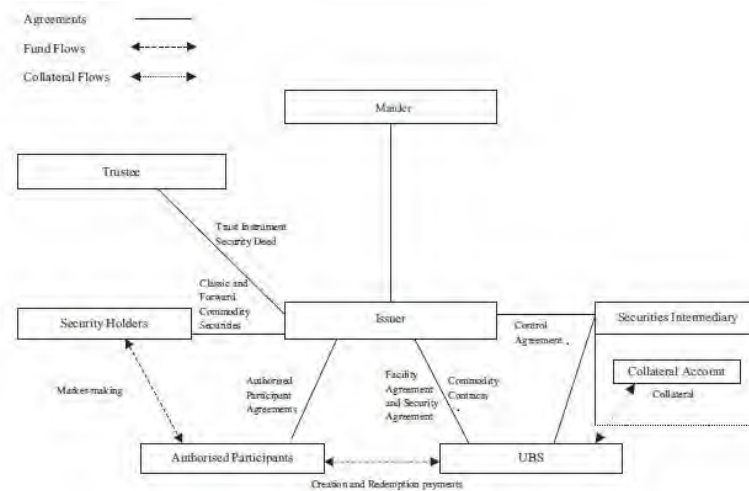 Agreements
Fund Flows
Collateral Flows
Trustee
Trust Instrument
Security Deed
Classic and
Forward
Commodity
Securities
Security Holders
Issuer
Securities Intermediary
Control
Agreement
Collateral Account
Collateral
Market-making
Authorised
Participant
Agreements
Facility
Agreement
and Security
Agreement
Commodity
Contracts
Authorised Participants
UBS
Creation and Redemption payments